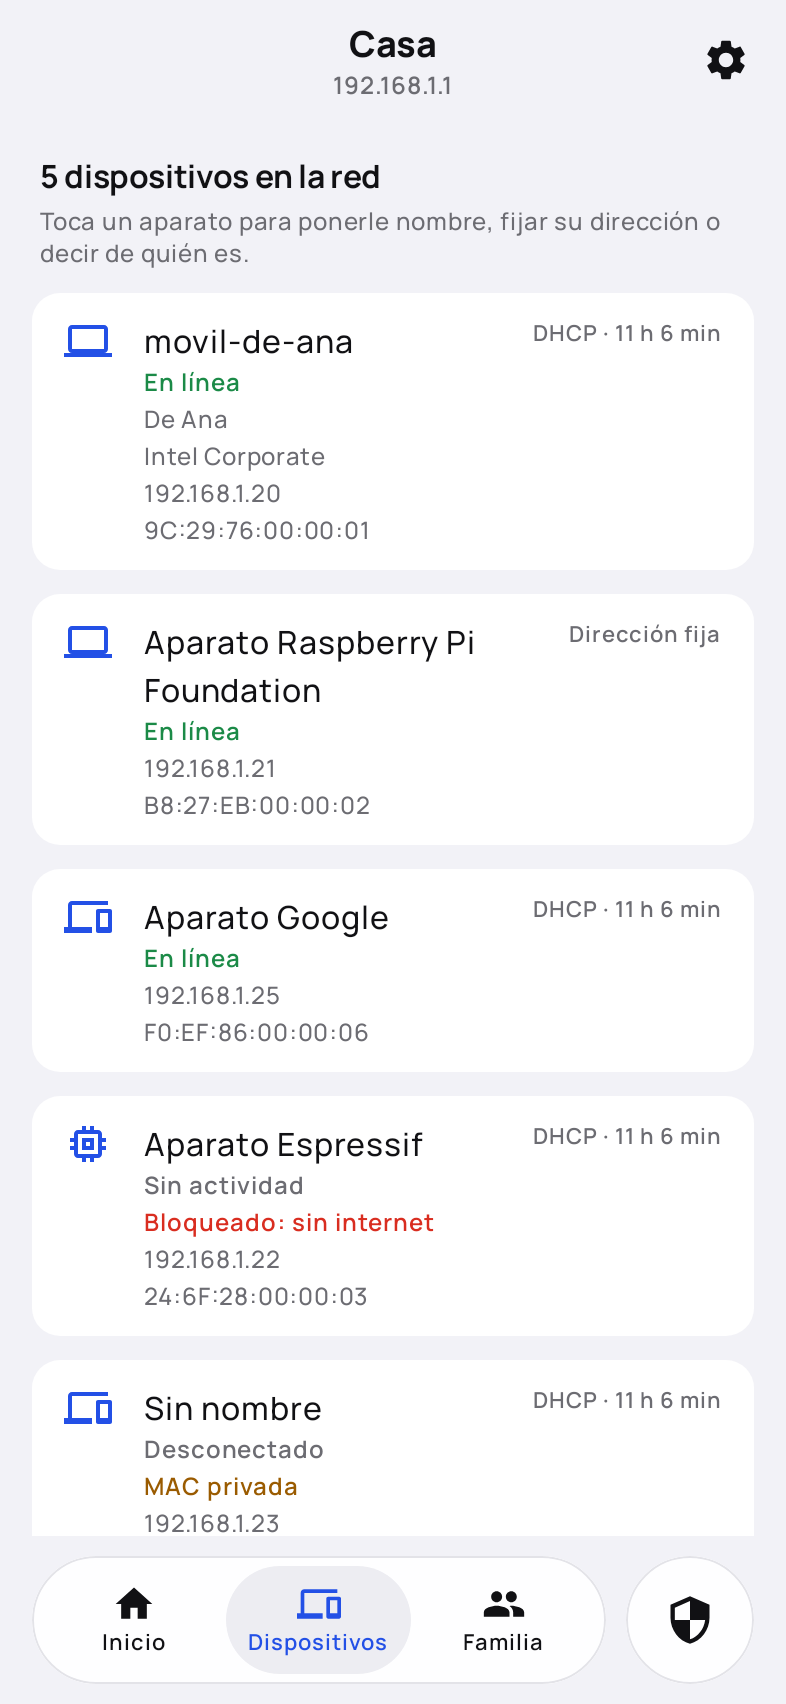 Casa
192.168.1.1
5 dispositivos en la red
Toca un aparato para ponerle nombre, fijar su dirección o
decir de quién es.
movil-de-ana
DHCP · 11 h 6 min
En línea
De Ana
Intel Corporate
192.168.1.20
9C:29:76:00:00:01
Aparato Raspberry Pi
Foundation
Dirección fija
En línea
192.168.1.21
B8:27:EB:00:00:02
Aparato Google
DHCP · 11 h 6 min
En línea
192.168.1.25
F0:EF:86:00:00:06
Aparato Espressif
DHCP · 11 h 6 min
Sin actividad
Bloqueado: sin internet
192.168.1.22
24:6F:28:00:00:03
Sin nombre
DHCP · 11 h 6 min
Desconectado
MAC privada
192.168.1.23
Inicio
Dispositivos
Familia